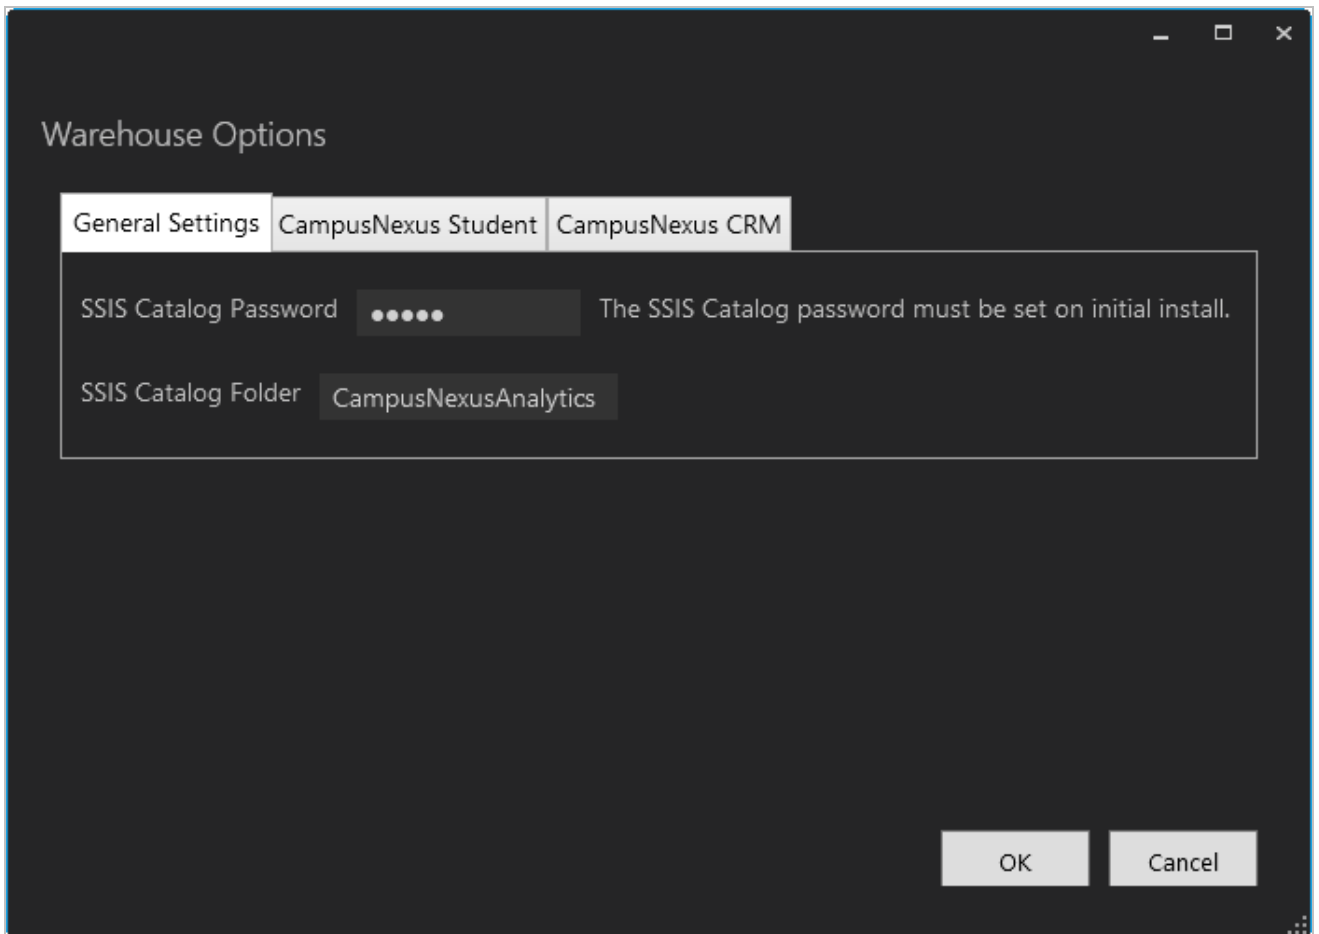 Warehouse Options
General Settings CampusNexus Student CampusNexus CRM
SSIS Catalog Password ●●●●● The SSIS Catalog password must be set on initial install.
SSIS Catalog Folder CampusNexusAnalytics
OK Cancel